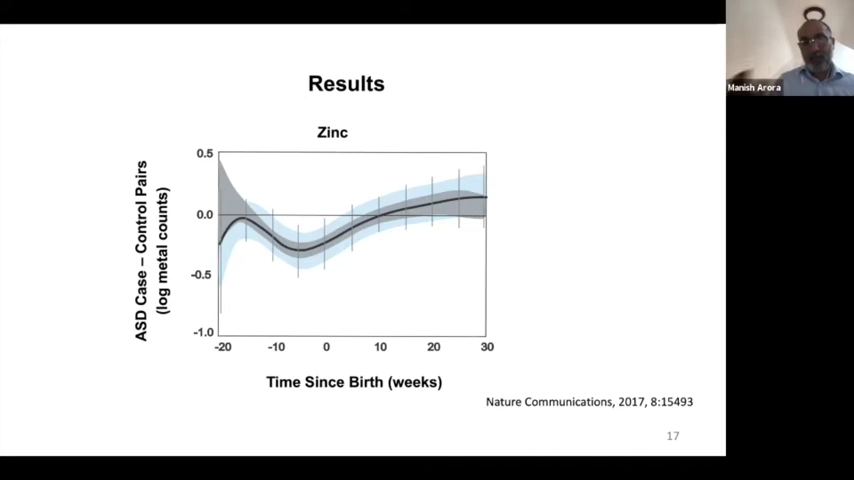 Results
Zinc
ASD Case – Control Pairs
(log metal counts)
0.5
0.0
-0.5
-1.0
-20 -10 0 10 20 30
Time Since Birth (weeks)
Nature Communications, 2017, 8:15493
17
Manish Arora